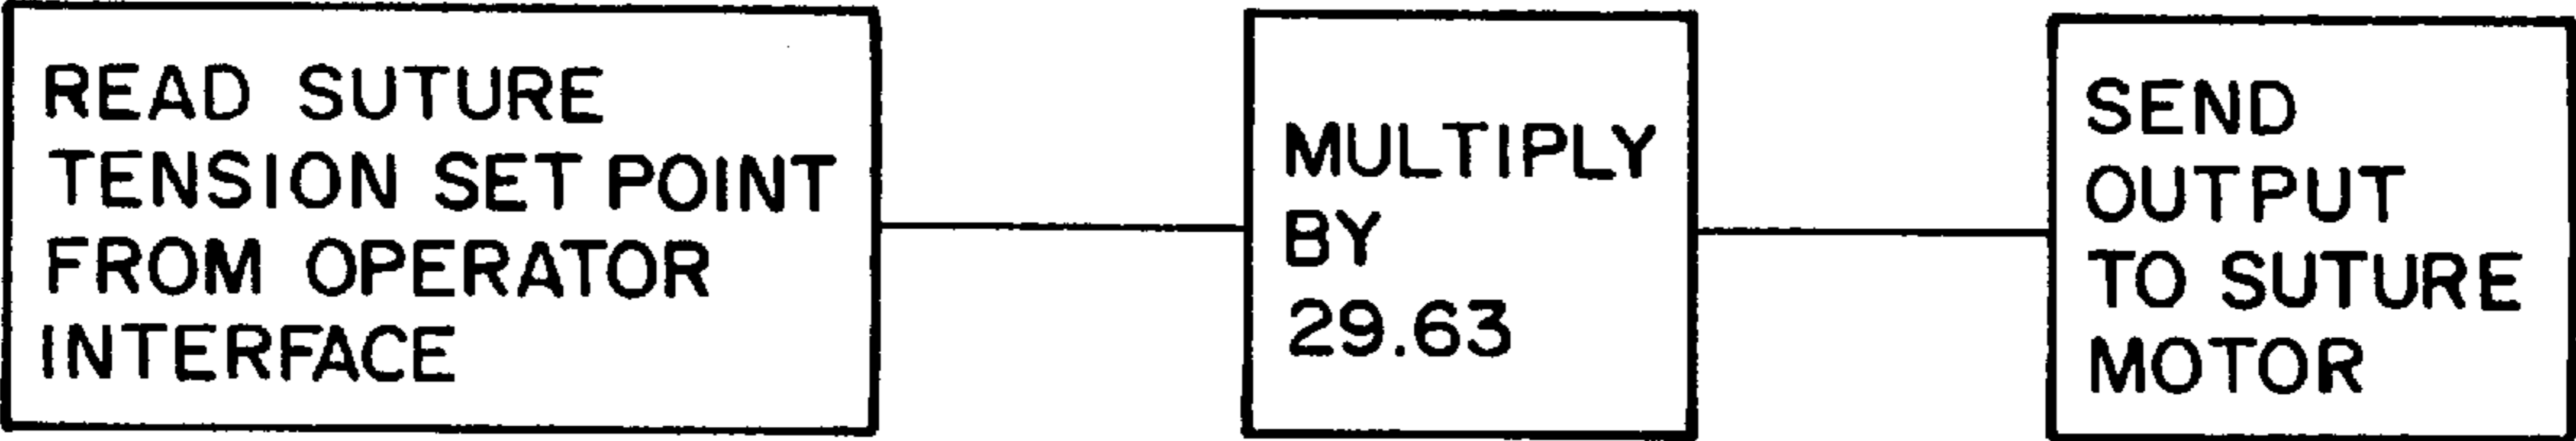 READ SUTURE
TENSION SET POINT
FROM OPERATOR
INTERFACE
MULTIPLY
BY
29.63
SEND
OUTPUT
TO SUTURE
MOTOR